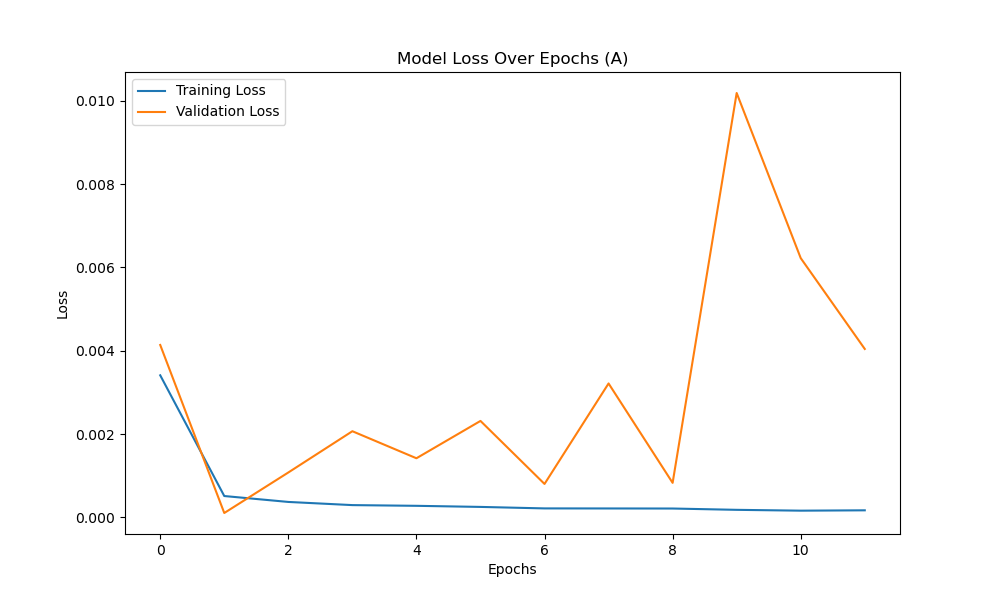 Model Loss Over Epochs (A)
Training Loss
Validation Loss
0.010
0.008
0.006
0.004
0.002
0.000
Loss
0 2 4 6 8 10
Epochs